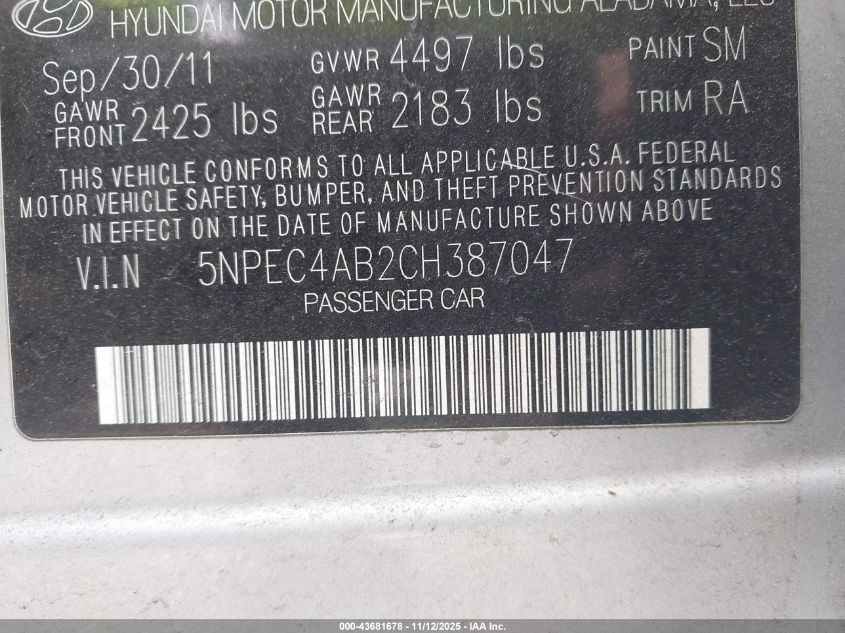 HYUNDAI MOTOR MANUFACTURING ALABAMA, LLC
Sep/30/11 GVWR 4497 lbs PAINT SM
GAWR FRONT 2425 lbs GAWR REAR 2183 lbs TRIM RA
THIS VEHICLE CONFORMS TO ALL APPLICABLE U.S.A. FEDERAL
MOTOR VEHICLE SAFETY, BUMPER, AND THEFT PREVENTION STANDARDS
IN EFFECT ON THE DATE OF MANUFACTURE SHOWN ABOVE
V.I.N 5NPEC4AB2CH387047
PASSENGER CAR
000-43681678 - 11/12/2025 - IAA Inc.